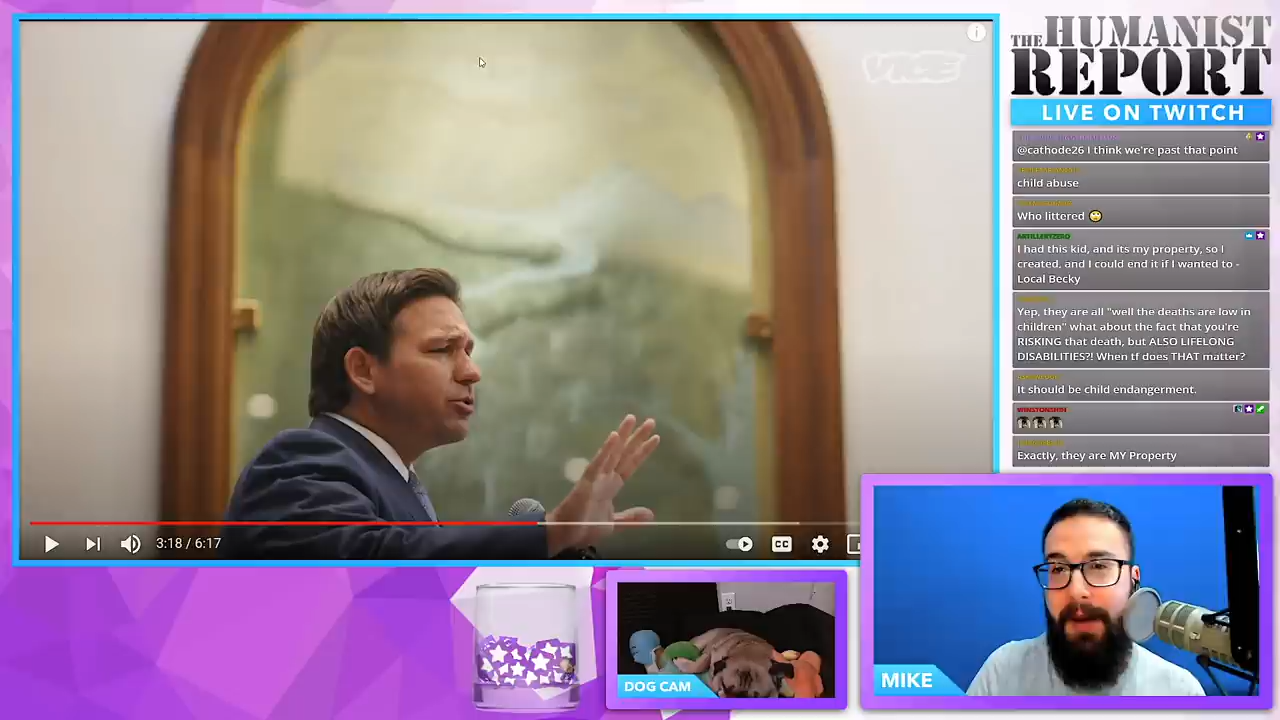 VICE
3:18 / 6:17
CC
THE HUMANIST
REPORT
LIVE ON TWITCH
@cathode26 I think we're past that point
child abuse
Who littered
ARTILLERYZERO
I had this kid, and its my property, so I
created, and I could end it if I wanted to -
Local Becky
Yep, they are all "well the deaths are low in
children" what about the fact that you're
RISKING that death, but ALSO LIFELONG
DISABILITIES?! When tf does THAT matter?
It should be child endangerment.
Exactly, they are MY Property
DOG CAM
MIKE